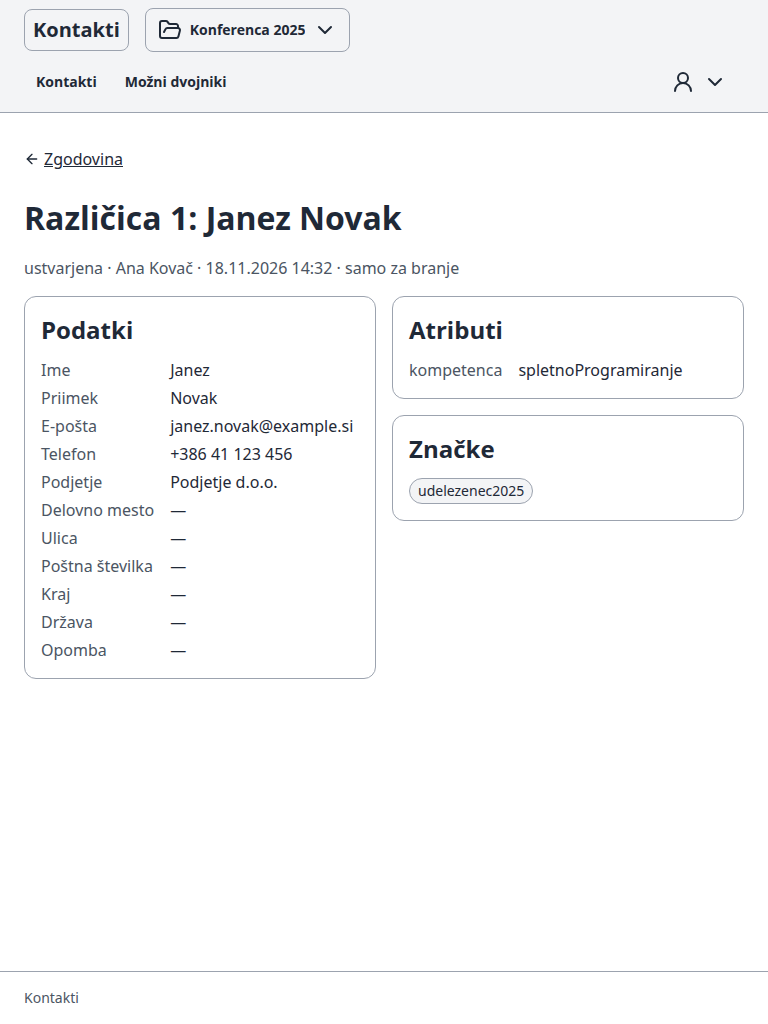 Kontakti
Konferenca 2025
Kontakti
Možni dvojniki
Zgodovina
Različica 1: Janez Novak
ustvarjena · Ana Kovač · 18.11.2026 14:32 · samo za branje
Podatki
Ime Janez
Priimek Novak
E-pošta janez.novak@example.si
Telefon +386 41 123 456
Podjetje Podjetje d.o.o.
Delovno mesto —
Ulica —
Poštna številka —
Kraj —
Država —
Opomba —
Atributi
kompetenca spletnoProgramiranje
Značke
udelezenec2025
Kontakti